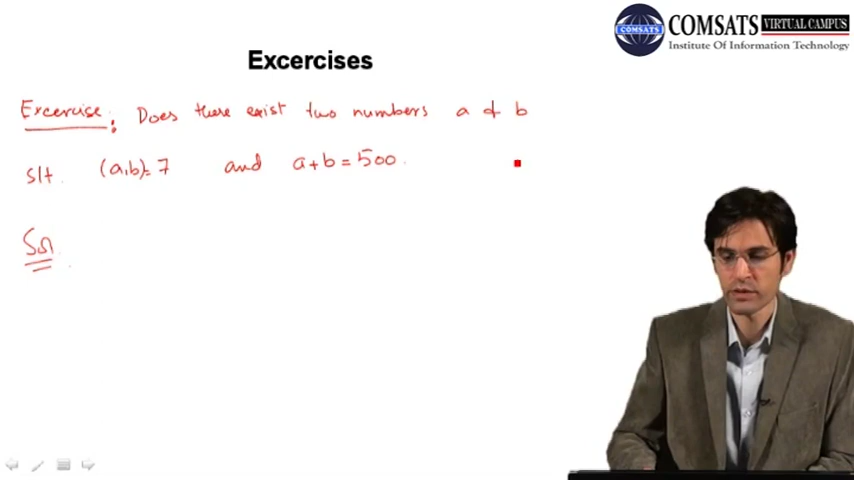 COMSATS VIRTUAL CAMPUS
Institute Of Information Technology
Excercises
Excercise: Does there exist two numbers a & b
s/t. (a,b)=7 and a+b=500.
Sol.